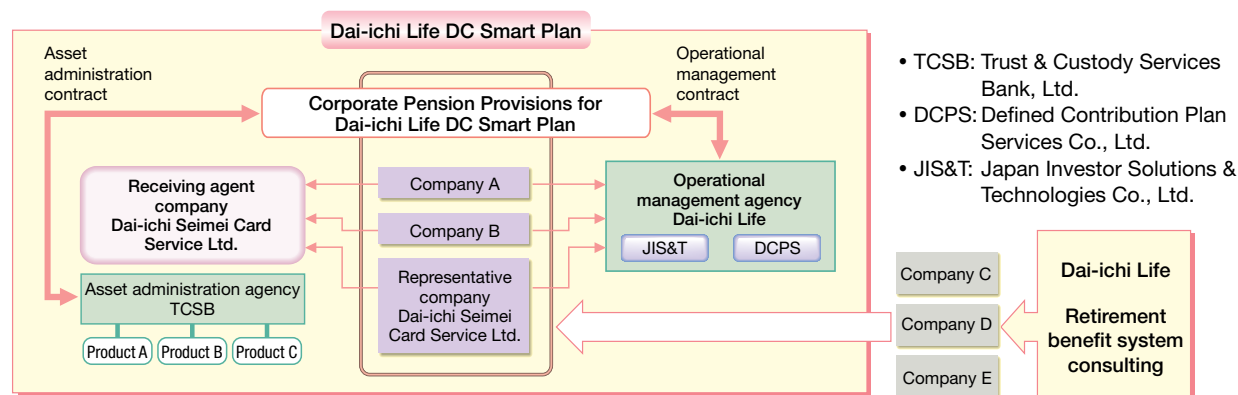 Dai-ichi Life DC Smart Plan
Asset
administration
contract
Operational
management
contract
Corporate Pension Provisions for
Dai-ichi Life DC Smart Plan
Receiving agent
company
Dai-ichi Seimei Card
Service Ltd.
Company A
Company B
Representative
company
Dai-ichi Seimei
Card Service Ltd.
Operational
management agency
Dai-ichi Life
JIS&T
DCPS
Asset administration agency
TCSB
Product A
Product B
Product C
• TCSB: Trust & Custody Services
Bank, Ltd.
• DCPS: Defined Contribution Plan
Services Co., Ltd.
• JIS&T: Japan Investor Solutions &
Technologies Co., Ltd.
Company C
Company D
Company E
Dai-ichi Life
Retirement
benefit system
consulting